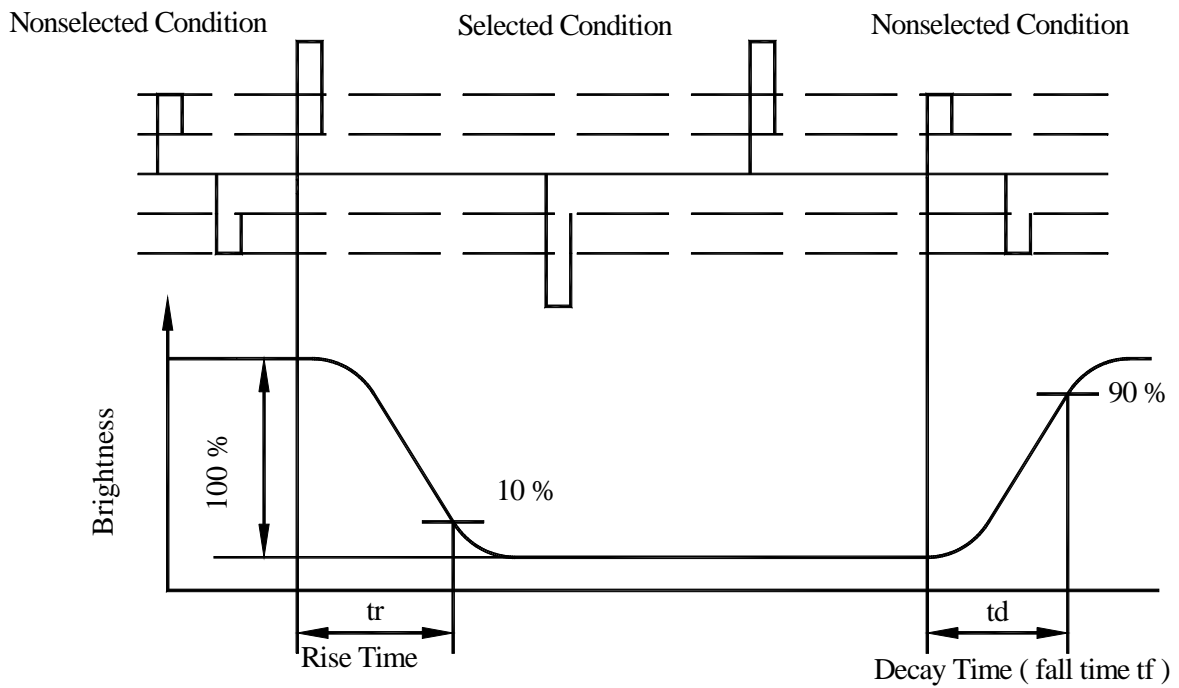 Nonselected Condition
Selected Condition
Nonselected Condition
Brightness
100 %
10 %
90 %
tr
Rise Time
td
Decay Time ( fall time tf )